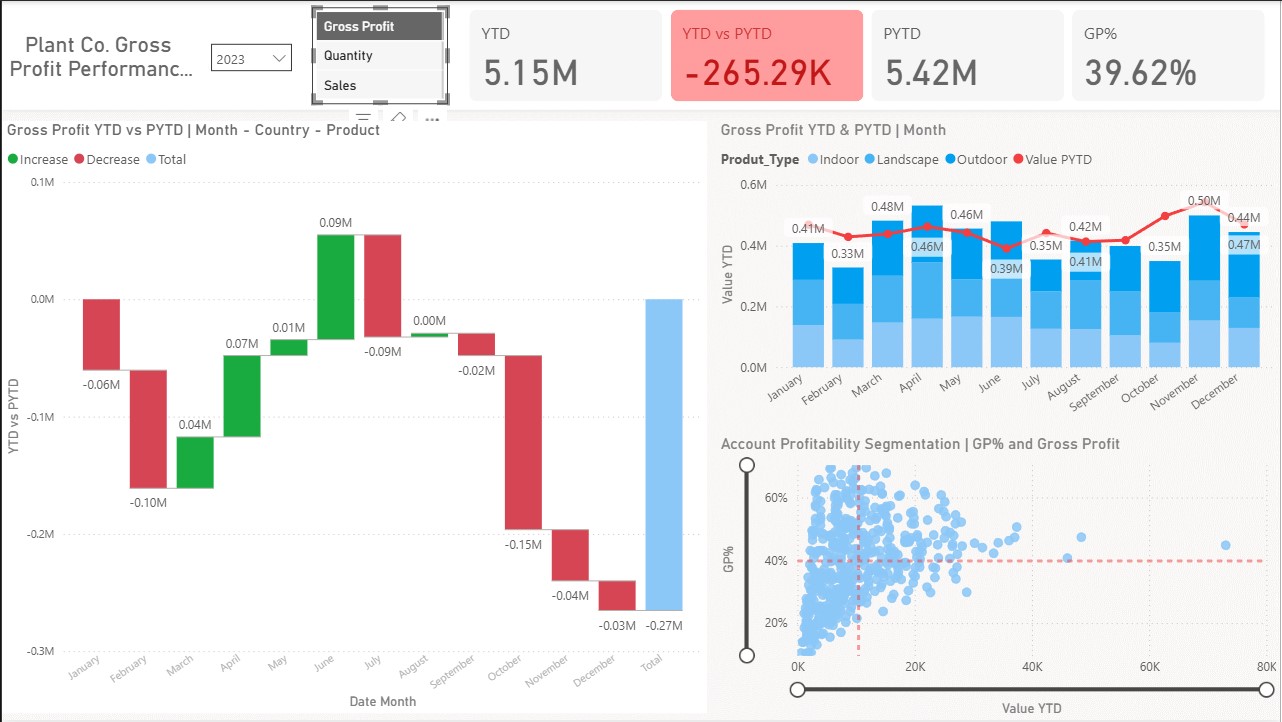 Plant Co. Gross
Profit Performanc...
2023
Gross Profit
Quantity
Sales
YTD
5.15M
YTD vs PYTD
-265.29K
PYTD
5.42M
GP%
39.62%
Gross Profit YTD vs PYTD | Month - Country - Product
Increase Decrease Total
0.1M
0.0M
-0.1M
-0.2M
-0.3M
YTD vs PYTD
-0.06M
-0.10M
0.04M
0.07M
0.01M
0.09M
-0.09M
0.00M
-0.02M
-0.15M
-0.04M
-0.03M
-0.27M
January February March April May June July August September October November December Total
Date Month
Gross Profit YTD & PYTD | Month
Produt_Type Indoor Landscape Outdoor Value PYTD
0.6M
0.4M
0.2M
0.0M
Value YTD
0.41M
0.33M
0.48M
0.46M
0.46M
0.39M
0.35M
0.42M
0.41M
0.35M
0.50M
0.44M
0.47M
January February March April May June July August September October November December
Account Profitability Segmentation | GP% and Gross Profit
60%
40%
20%
GP%
0K 20K 40K 60K 80K
Value YTD